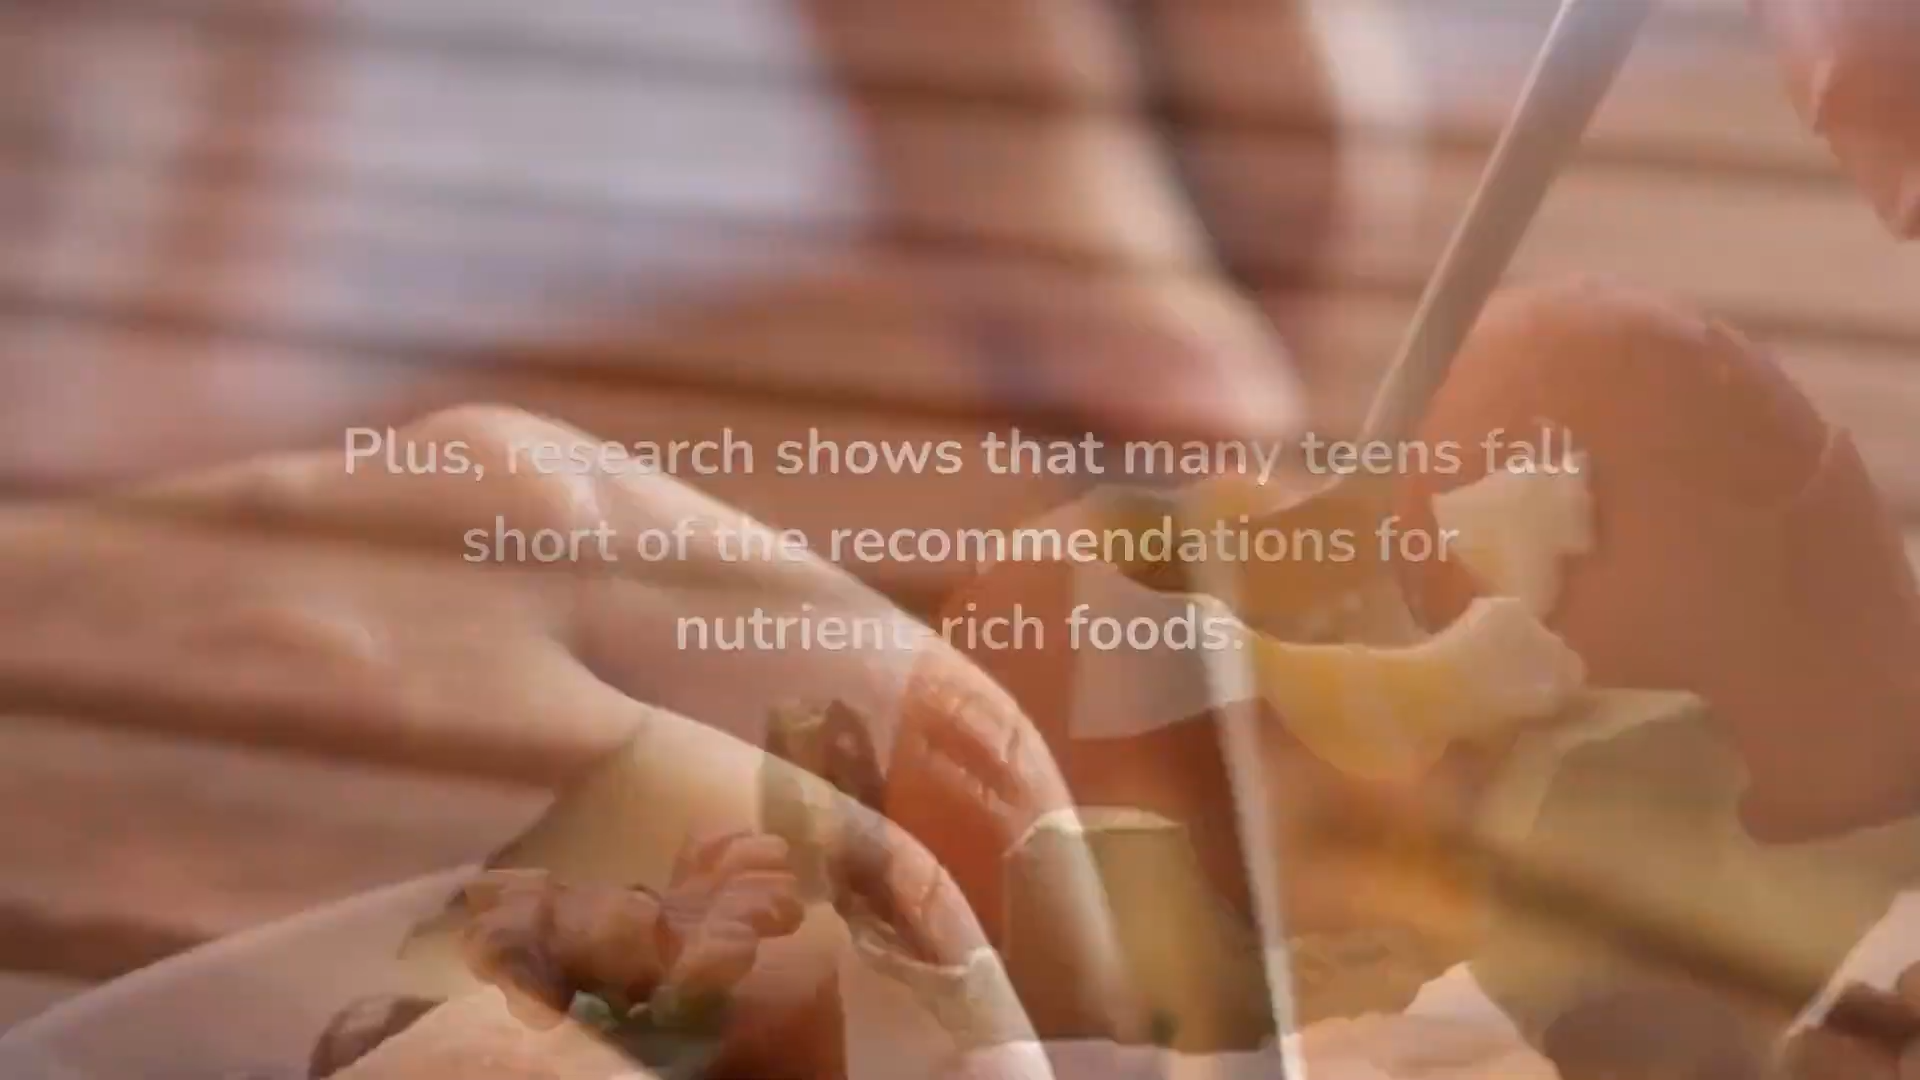 Plus, research shows that many teens fall
short of the recommendations for
nutrient-rich foods.